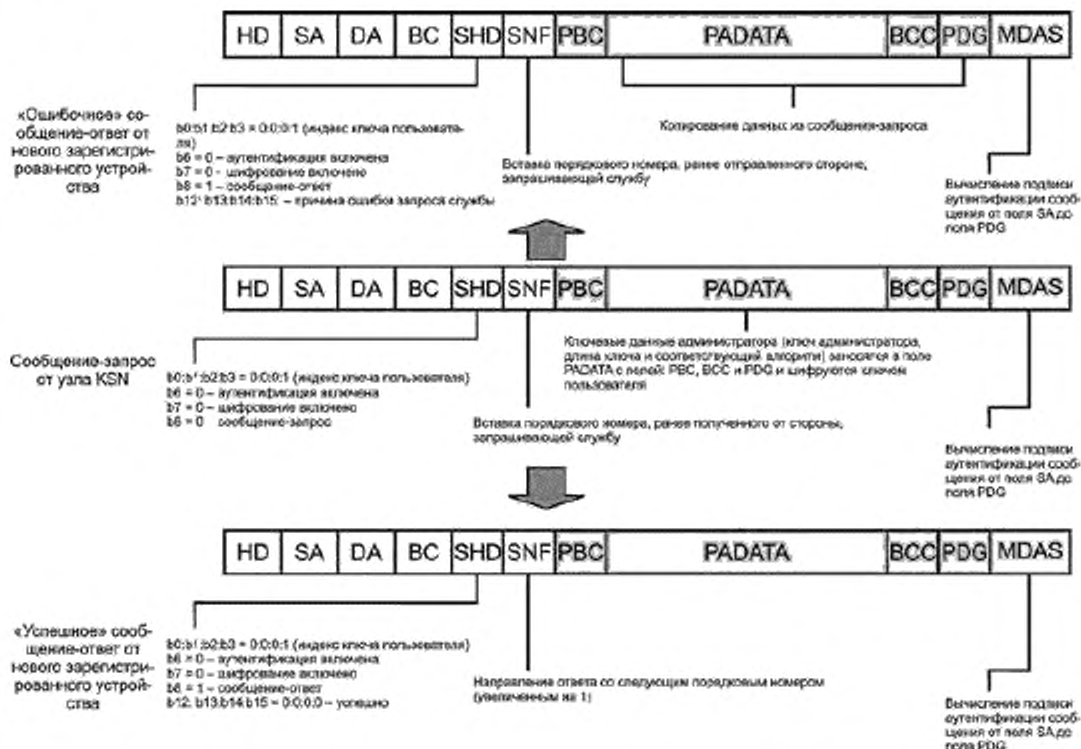 HD SA DA BC SHD SNF PBC PADATA BCC PDG MDAS
«Ошибочное» со-
общение-ответ от
нового зарегистри-
рованного устрой-
ства
b0:b1:b2:b3 = 0:0:0:1 (индекс ключа пользовате-
ля)
b6 = 0 – аутентификация включена
b7 = 0 - шифрование включено
b8 = 1 – сообщение-ответ
b12: b13:b14:b15: – причина ошибки запроса службы
Вставка порядкового номера, ранее отправленного стороне,
запрашивающей службу
Копирование данных из сообщения-запроса
Вычисление подписи
аутентификации сооб-
щения от поля SA до
поля PDG
HD SA DA BC SHD SNF PBC PADATA BCC PDG MDAS
Сообщение-запрос
от узла KSN
b0:b1:b2:b3 = 0:0:0:1 (индекс ключа пользователя)
b6 = 0 – аутентификация включена
b7 = 0 – шифрование включено
b8 = 0 сообщение-запрос
Вставка порядкового номера, ранее полученного от стороны,
запрашивающей службу
Ключевые данные администратора (ключ администратора,
длина ключа и соответствующий алгоритм) заносятся в поле
PADATA с полей: PBC, BCC и PDG и шифруются ключом
пользователя
Вычисление подписи
аутентификации сооб-
щения от поля SA до
поля PDG
HD SA DA BC SHD SNF PBC PADATA BCC PDG MDAS
«Успешное» сооб-
щение-ответ от
нового зарегистри-
рованного устрой-
ства
b0:b1:b2:b3 = 0:0:0:1 (индекс ключа пользователя)
b6 = 0 – аутентификация включена
b7 = 0 – шифрование включено
b8 = 1 – сообщение-ответ
b12: b13:b14:b15 = 0:0:0:0 – успешно
Направление ответа со следующим порядковым номером
(увеличенным на 1)
Вычисление подписи
аутентификации сооб-
щения от поля SA до
поля PDG